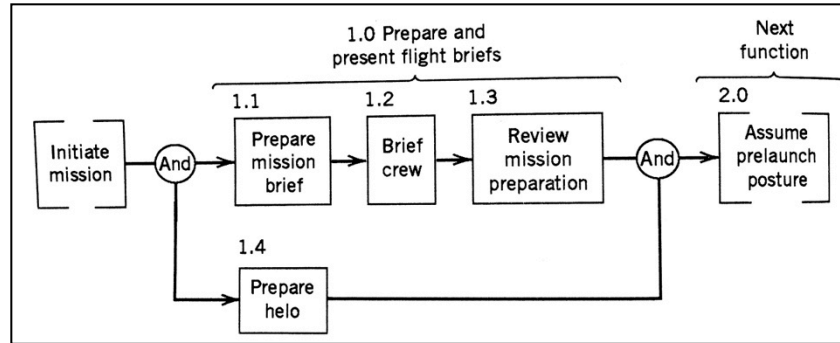 1.0 Prepare and
present flight briefs
Next
function
1.1
1.2
1.3
2.0
Initiate
mission
And
Prepare
mission
brief
Brief
crew
Review
mission
preparation
And
Assume
prelaunch
posture
1.4
Prepare
helo